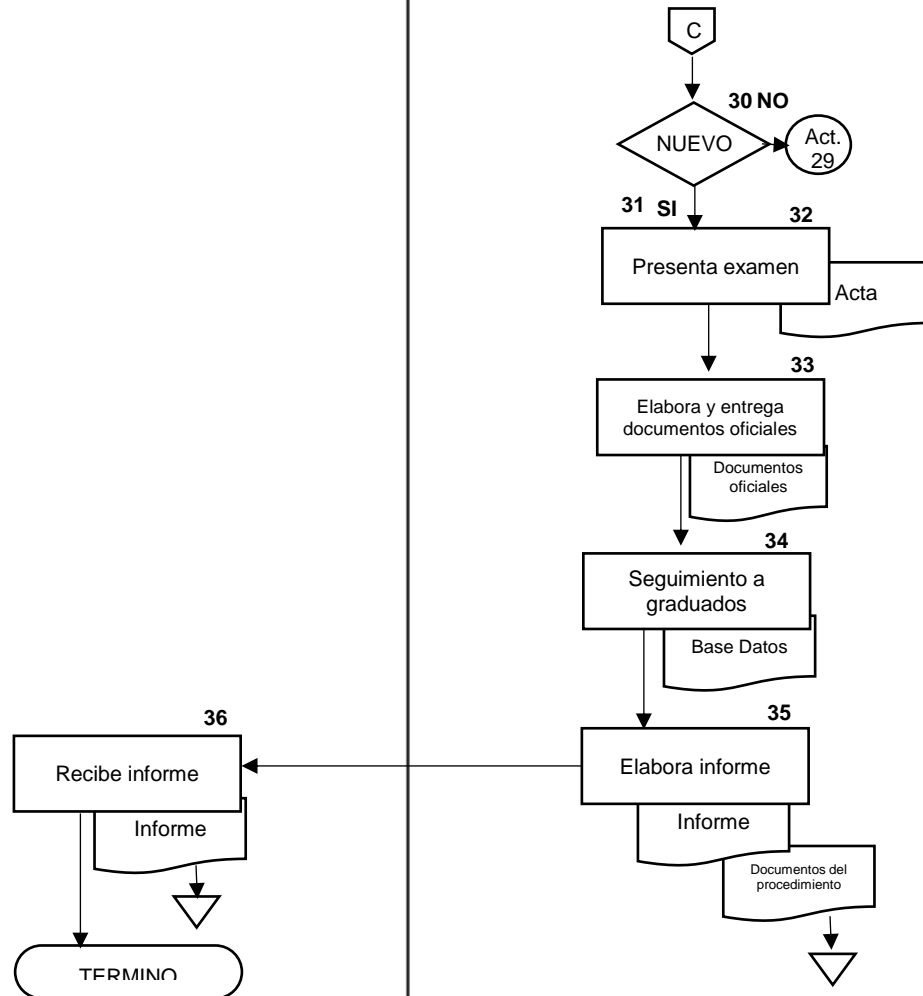 C
30 NO
NUEVO
Act.
29
31 SI
32
Presenta examen
Acta
33
Elabora y entrega
documentos oficiales
Documentos
oficiales
34
Seguimiento a
graduados
Base Datos
35
Elabora informe
Informe
Documentos del
procedimiento
36
Recibe informe
Informe
TERMINO